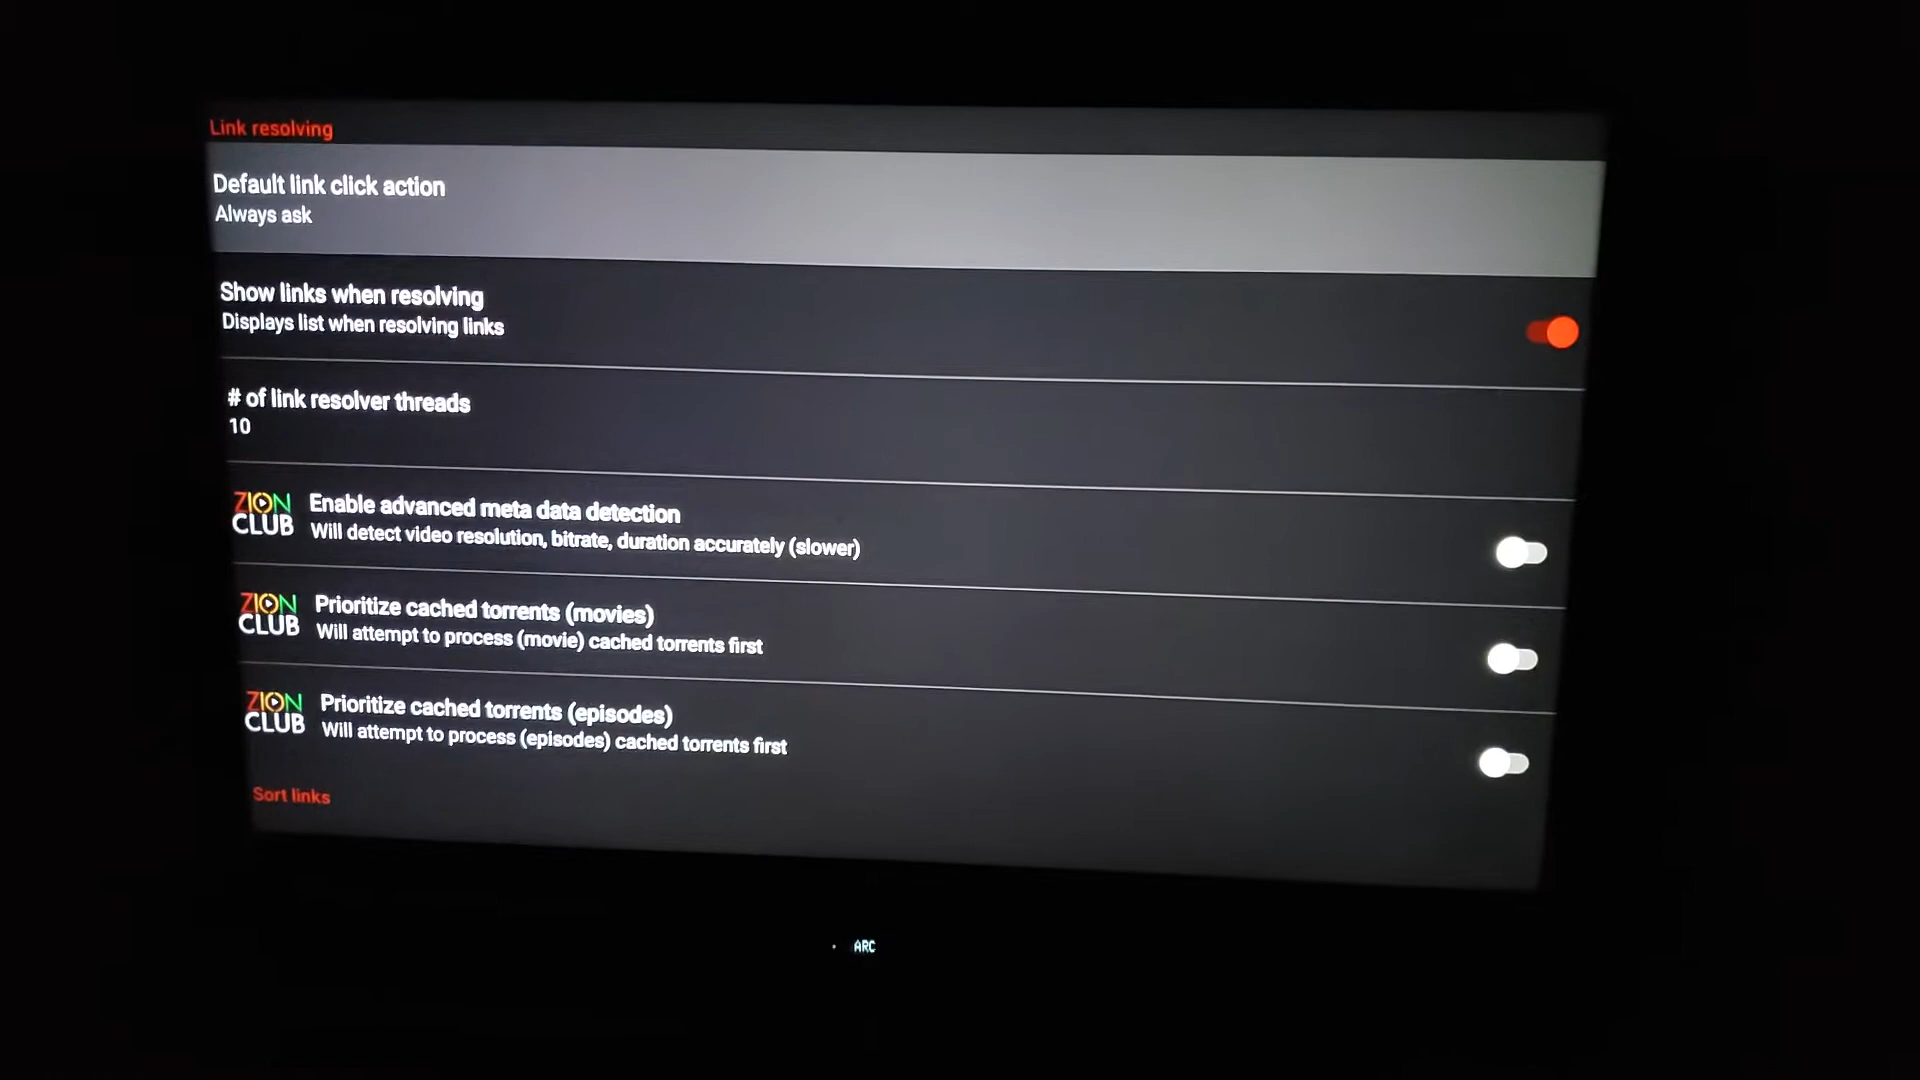 Link resolving
Default link click action
Always ask
Show links when resolving
Displays list when resolving links
# of link resolver threads
10
ZION
CLUB
Enable advanced meta data detection
Will detect video resolution, bitrate, duration accurately (slower)
ZION
CLUB
Prioritize cached torrents (movies)
Will attempt to process (movie) cached torrents first
ZION
CLUB
Prioritize cached torrents (episodes)
Will attempt to process (episodes) cached torrents first
Sort links
ARC